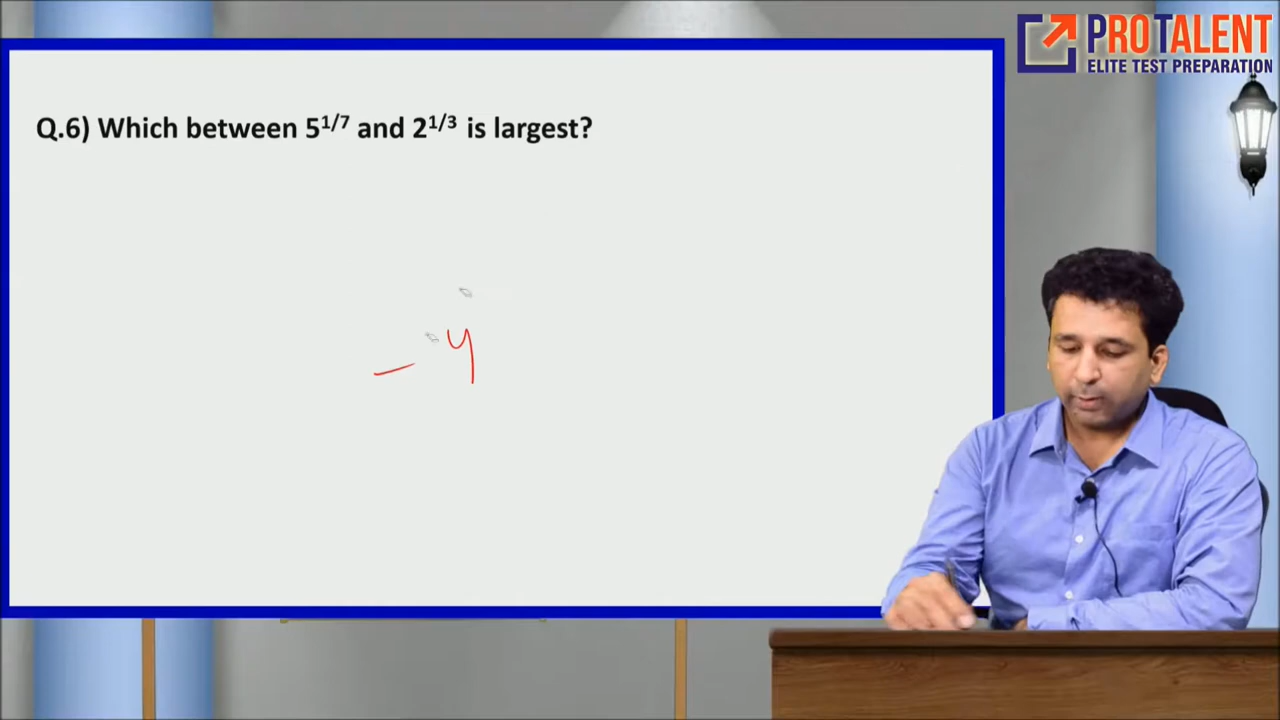 PROTALENT
ELITE TEST PREPARATION
Q.6) Which between 5^1/7 and 2^1/3 is largest?
– y